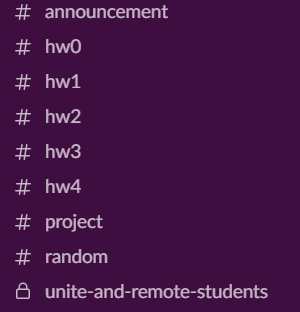 # announcement
# hw0
# hw1
# hw2
# hw3
# hw4
# project
# random
unite-and-remote-students